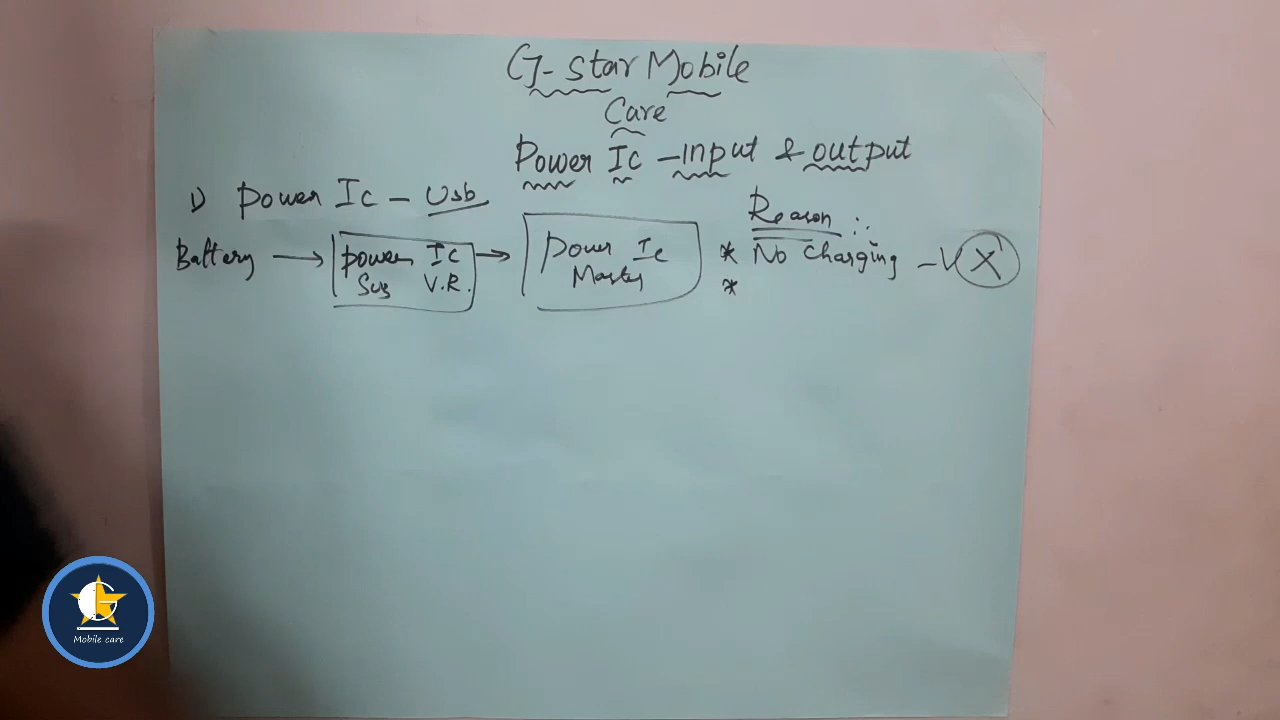 G-star Mobile
Care
Power Ic - input & output
1) Power Ic - Usb
Reason :.
Battery → power IC → power Ic
Sub V.R. Master
* No charging - V X
*
Mobile care